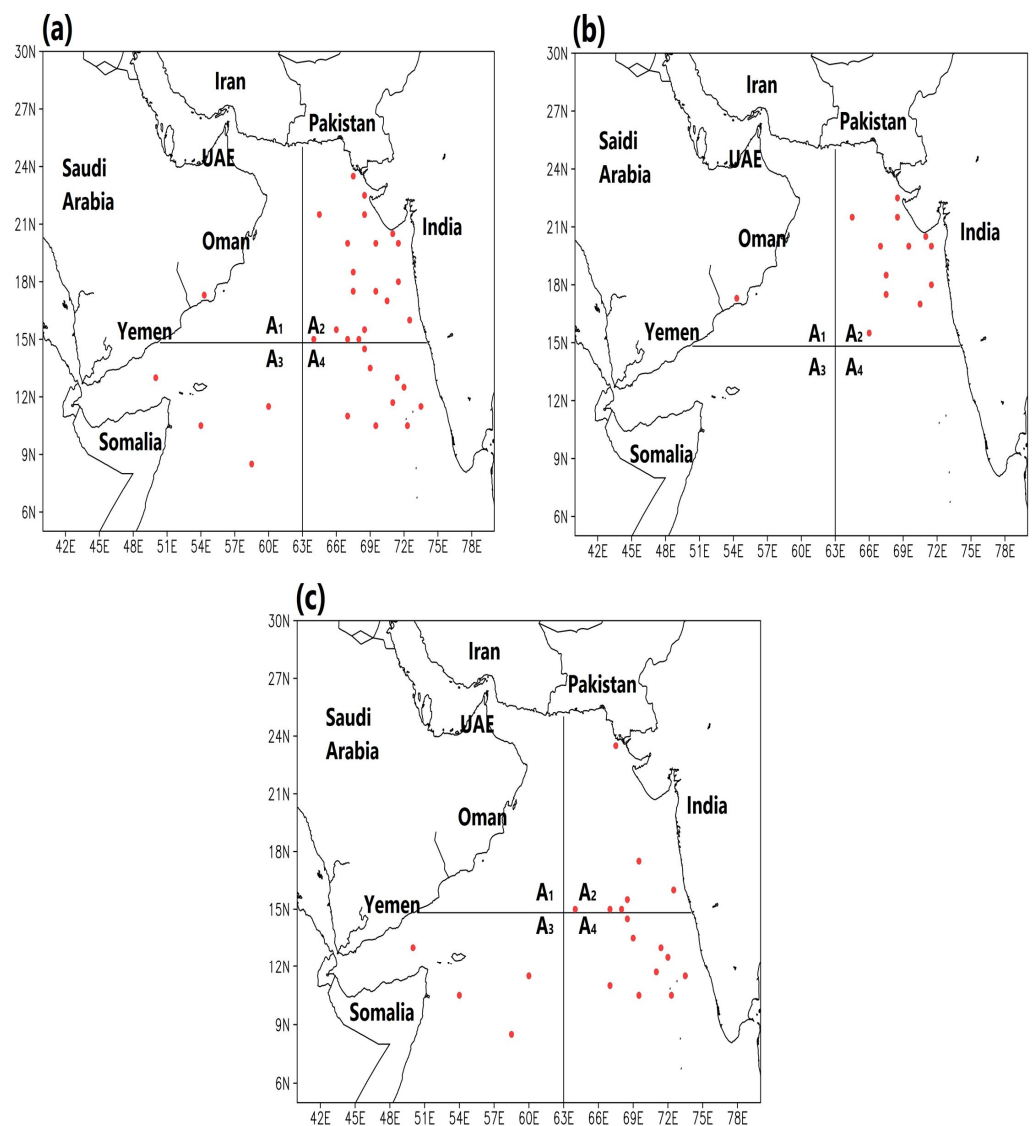 (a)
30N
27N
24N
21N
18N
15N
12N
9N
6N
Iran
Pakistan
UAE
Saudi
Arabia
India
Oman
Yemen
A1 A2
A3 A4
Somalia
42E 45E 48E 51E 54E 57E 60E 63E 66E 69E 72E 75E 78E
(b)
30N
27N
24N
21N
18N
15N
12N
9N
6N
Iran
Pakistan
UAE
Saidi
Arabia
India
Oman
Yemen
A1 A2
A3 A4
Somalia
42E 45E 48E 51E 54E 57E 60E 63E 66E 69E 72E 75E 78E
(c)
30N
27N
24N
21N
18N
15N
12N
9N
6N
Iran
Pakistan
Saudi
UAE
Arabia
India
Oman
Yemen
A1 A2
A3 A4
Somalia
42E 45E 48E 51E 54E 57E 60E 63E 66E 69E 72E 75E 78E